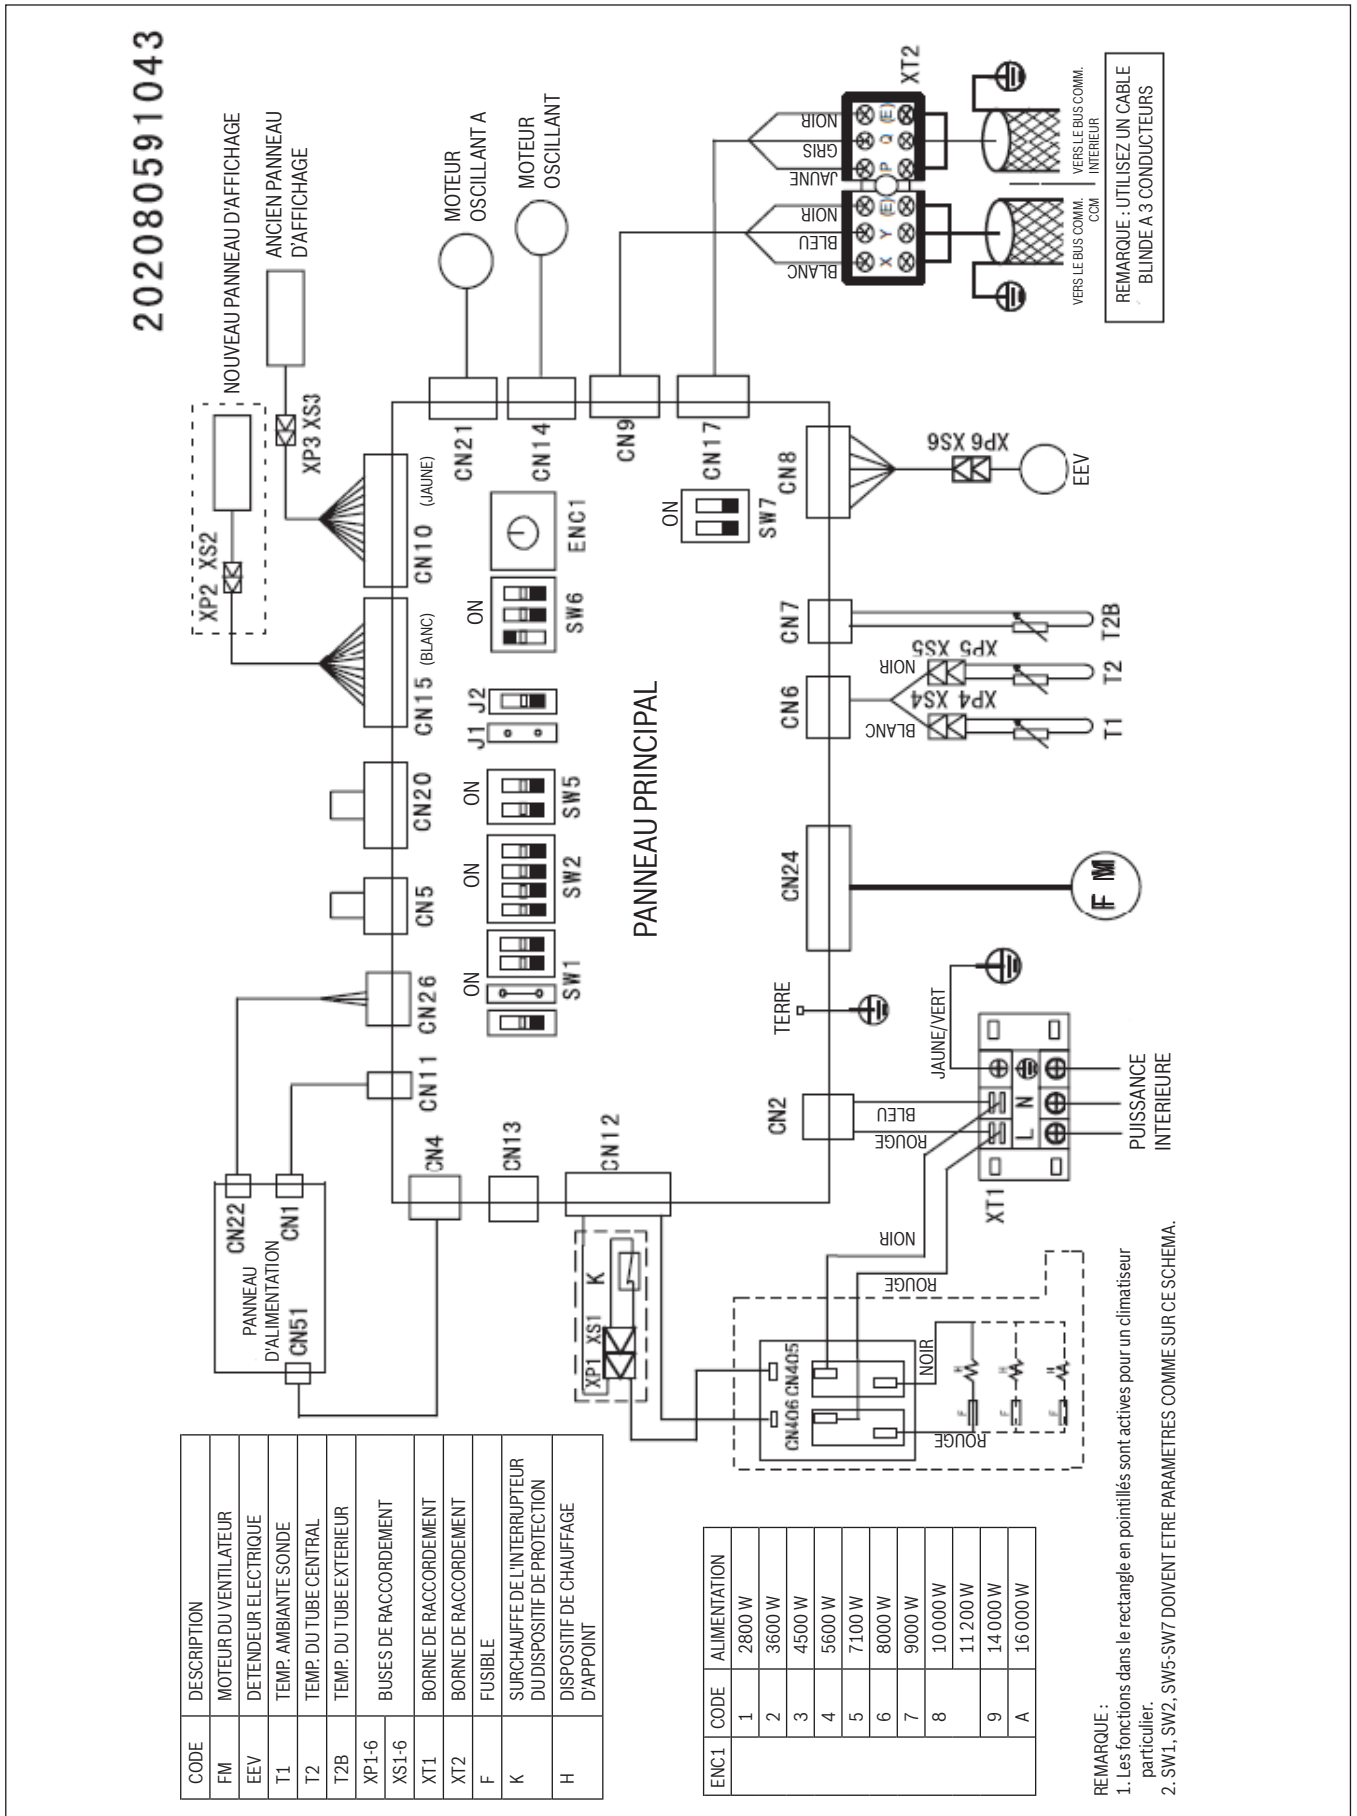 202080591043
NOUVEAU PANNEAU D'AFFICHAGE
ANCIEN PANNEAU
D'AFFICHAGE
XP2 XS2
XP3 XS3
MOTEUR
OSCILLANT A
MOTEUR
OSCILLANT
PANNEAU
D'ALIMENTATION
CN22
CN1
CN51
CN4
CN11
CN26
CN5
CN20
CN15 (BLANC)
CN10 (JAUNE)
CN21
CN14
CN9
CN17
CN13
CN12
ON
SW1
ON
SW2
ON
SW5
J1 J2
ON
SW6
ENC1
ON
SW7
PANNEAU PRINCIPAL
XP1 XS1
K
CN2
TERRE
CN24
CN6
CN7
CN8
BLANC
BLEU
NOIR
JAUNE
GRIS
NOIR
X Y (E) P Q (E)
XT2
VERS LE BUS COMM.
CCM
VERS LE BUS COMM.
INTERIEUR
REMARQUE : UTILISEZ UN CABLE
BLINDE A 3 CONDUCTEURS
ROUGE
BLEU
JAUNE/VERT
NOIR
ROUGE
L N
XT1
PUISSANCE
INTERIEURE
F M
BLANC
NOIR
XP4 XS4
XP5 XS5
T1
T2
T2B
XP6 XS6
EEV
CN406 CN405
ROUGE
NOIR
F H
F H
F H
CODE DESCRIPTION
FM MOTEUR DU VENTILATEUR
EEV DETENDEUR ELECTRIQUE
T1 TEMP. AMBIANTE SONDE
T2 TEMP. DU TUBE CENTRAL
T2B TEMP. DU TUBE EXTERIEUR
XP1-6 BUSES DE RACCORDEMENT
XS1-6
XT1 BORNE DE RACCORDEMENT
XT2 BORNE DE RACCORDEMENT
F FUSIBLE
K SURCHAUFFE DE L'INTERRUPTEUR
DU DISPOSITIF DE PROTECTION
H DISPOSITIF DE CHAUFFAGE
D'APPOINT
ENC1 CODE ALIMENTATION
1 2800 W
2 3600 W
3 4500 W
4 5600 W
5 7100 W
6 8000 W
7 9000 W
8 10 000 W
11 200 W
9 14 000 W
A 16 000 W
REMARQUE :
1. Les fonctions dans le rectangle en pointillés sont actives pour un climatiseur
particulier.
2. SW1, SW2, SW5-SW7 DOIVENT ETRE PARAMETRES COMME SUR CE SCHEMA.